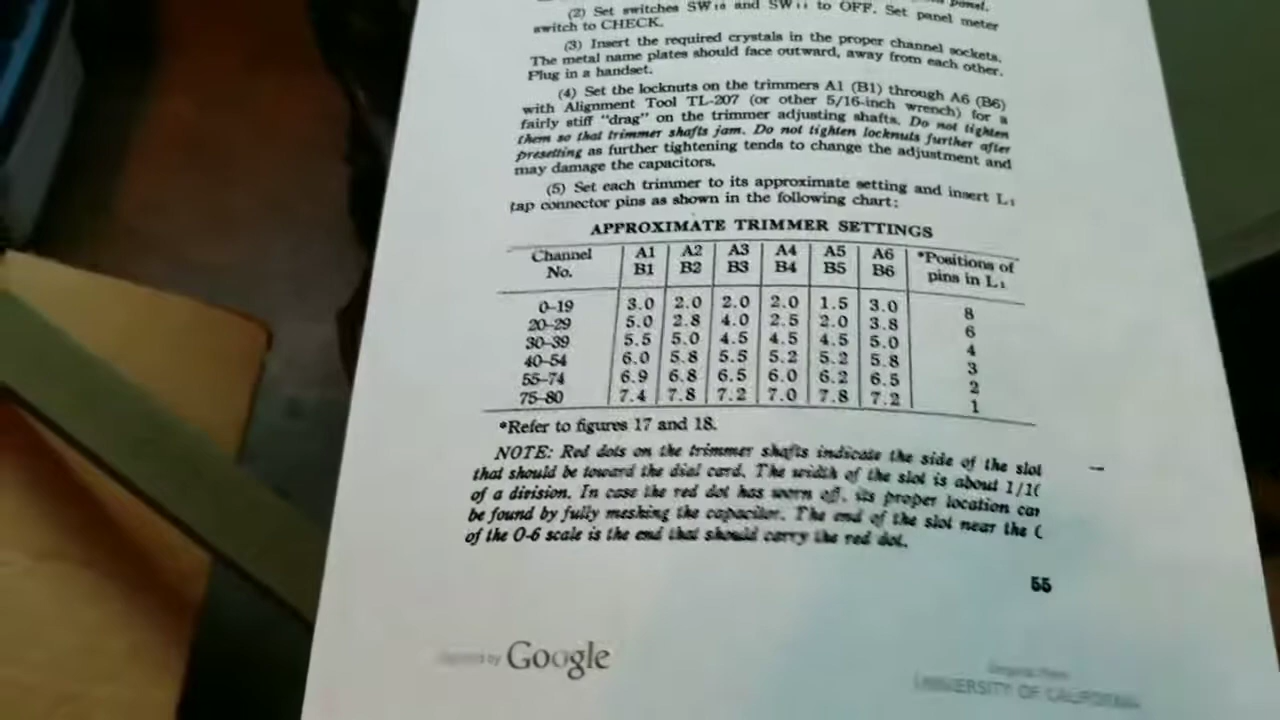 panel.
(2) Set switches SW10 and SW11 to OFF. Set panel meter
switch to CHECK.
(3) Insert the required crystals in the proper channel sockets.
The metal name plates should face outward, away from each other.
Plug in a handset.
(4) Set the locknuts on the trimmers A1 (B1) through A6 (B6)
with Alignment Tool TL-207 (or other 5/16-inch wrench) for a
fairly stiff "drag" on the trimmer adjusting shafts. Do not tighten
them so that trimmer shafts jam. Do not tighten locknuts further after
presetting as further tightening tends to change the adjustment and
may damage the capacitors.
(5) Set each trimmer to its approximate setting and insert L1
tap connector pins as shown in the following chart:
APPROXIMATE TRIMMER SETTINGS
Channel No. A1 B1 A2 B2 A3 B3 A4 B4 A5 B5 A6 B6 *Positions of pins in L1
0–19 3.0 2.0 2.0 2.0 1.5 3.0 8
20–29 5.0 2.8 4.0 2.5 2.0 3.8 6
30–39 5.5 5.0 4.5 4.5 4.5 5.0 4
40–54 6.0 5.8 5.5 5.2 5.2 5.8 3
55–74 6.9 6.8 6.5 6.0 6.2 6.5 2
75–80 7.4 7.8 7.2 7.0 7.8 7.2 1
*Refer to figures 17 and 18.
NOTE: Red dots on the trimmer shafts indicate the side of the slot
that should be toward the dial card. The width of the slot is about 1/1
of a division. In case the red dot has worn off, its proper location can
be found by fully meshing the capacitor. The end of the slot near the
of the 0-6 scale is the end that should carry the red dot.
55
Digitized by Google
Original from
UNIVERSITY OF CALIFORNIA